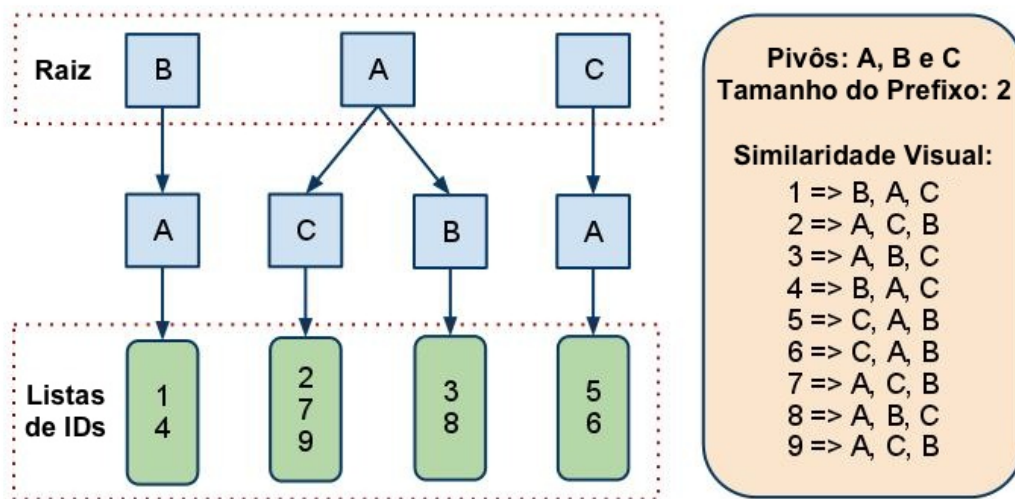 Raiz
B
A
C
A
C
B
A
Listas
de IDs
1
4
2
7
9
3
8
5
6
Pivôs: A, B e C
Tamanho do Prefixo: 2
Similaridade Visual:
1 => B, A, C
2 => A, C, B
3 => A, B, C
4 => B, A, C
5 => C, A, B
6 => C, A, B
7 => A, C, B
8 => A, B, C
9 => A, C, B